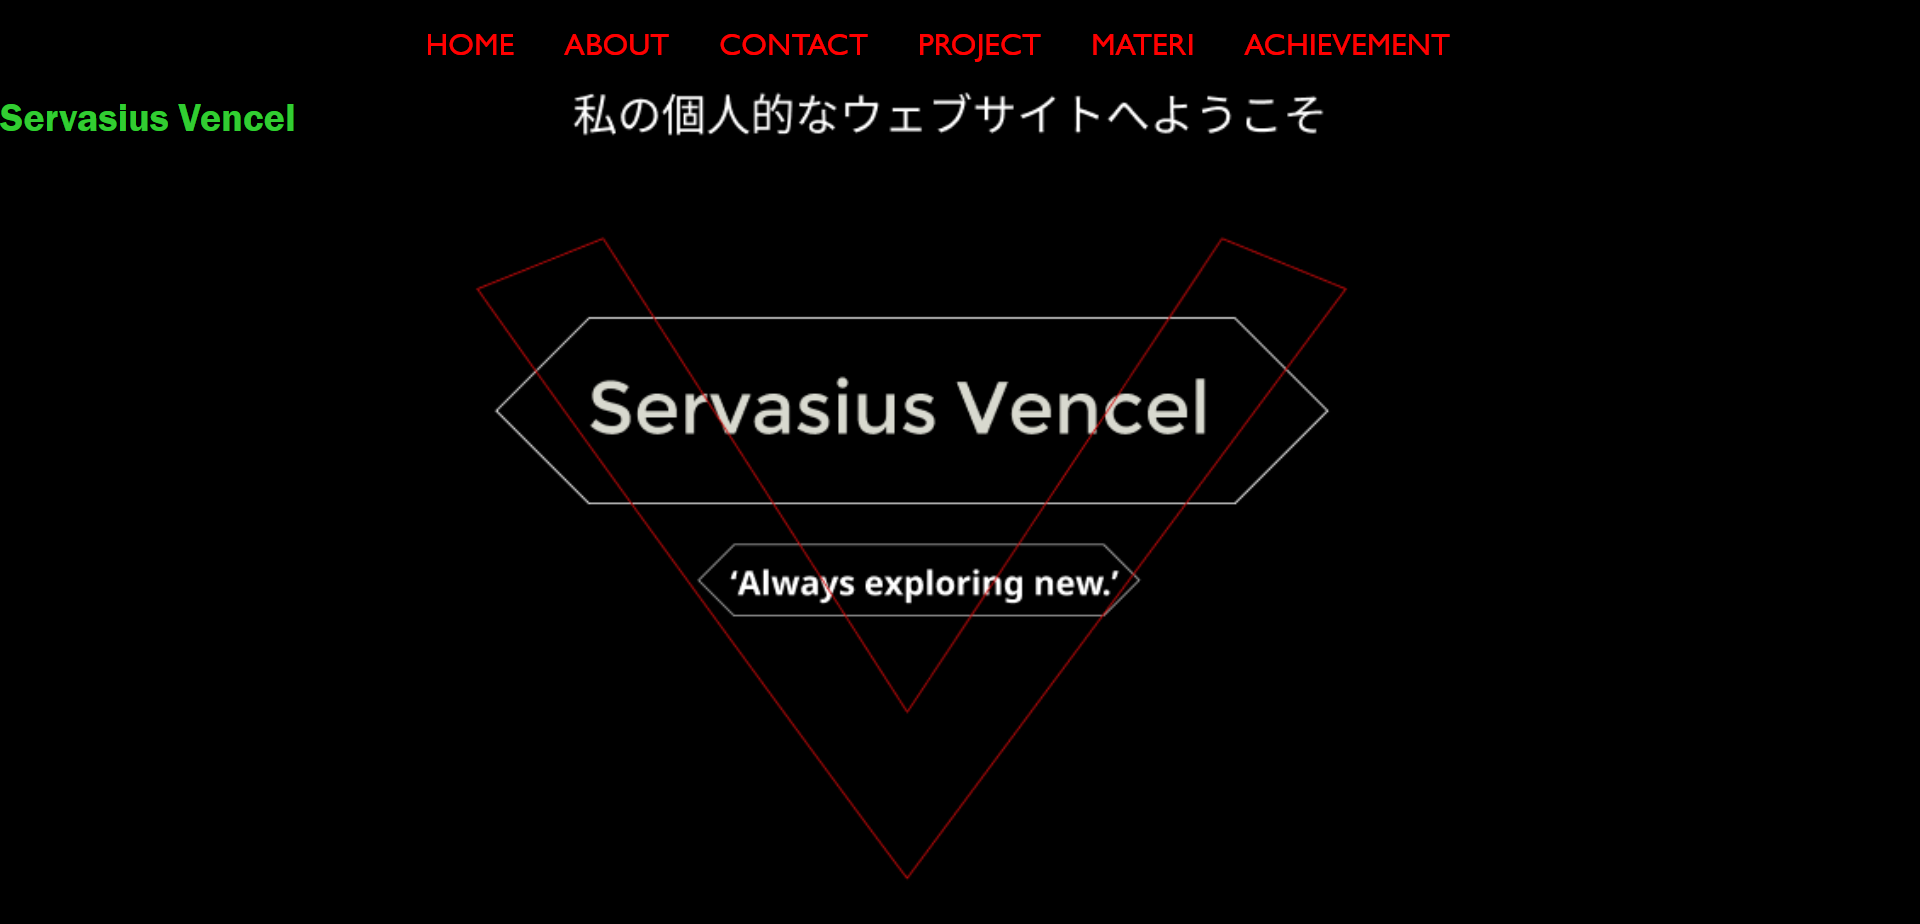 HOME ABOUT CONTACT PROJECT MATERI ACHIEVEMENT
Servasius Vencel
私の個人的なウェブサイトへようこそ
Servasius Vencel
‘Always exploring new.’